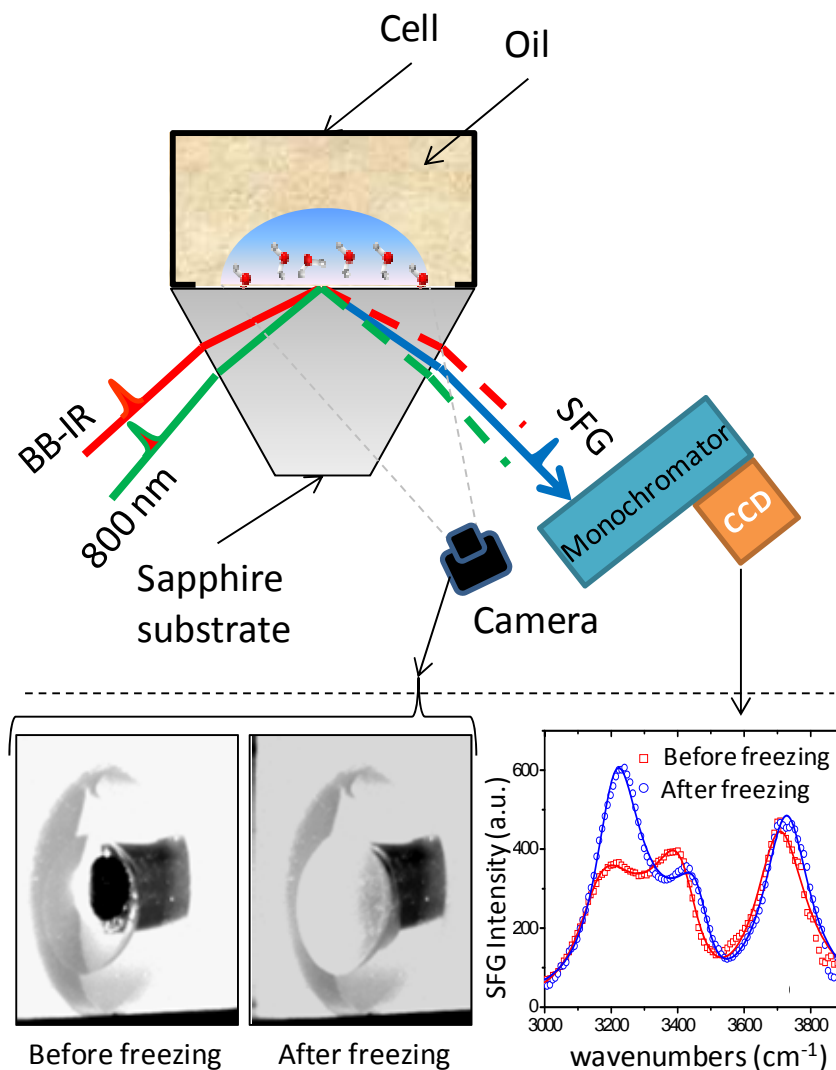 Cell
Oil
BB-IR
800 nm
SFG
Monochromator
CCD
Sapphire
substrate
Camera
Before freezing
After freezing
SFG Intensity (a.u.)
600
400
200
0
Before freezing
After freezing
3000 3200 3400 3600 3800
wavenumbers (cm⁻¹)